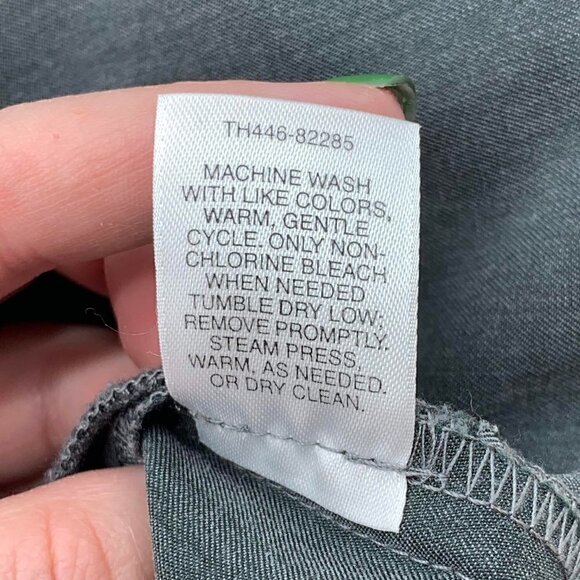 TH446-82285
MACHINE WASH
WITH LIKE COLORS,
WARM, GENTLE
CYCLE. ONLY NON-
CHLORINE BLEACH
WHEN NEEDED
TUMBLE DRY LOW;
REMOVE PROMPTLY.
STEAM PRESS,
WARM, AS NEEDED.
OR DRY CLEAN.